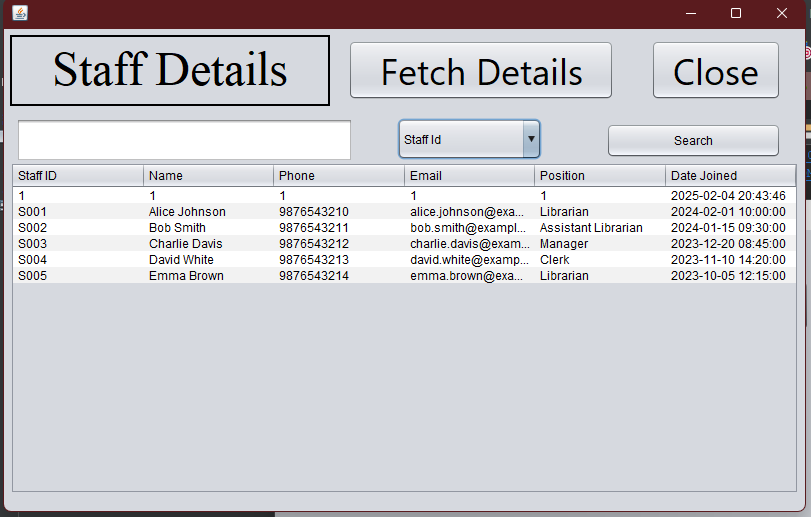 Staff Details
Fetch Details
Close
Staff Id
Search
Staff ID Name Phone Email Position Date Joined
1 1 1 1 1 2025-02-04 20:43:46
S001 Alice Johnson 9876543210 alice.johnson@exa... Librarian 2024-02-01 10:00:00
S002 Bob Smith 9876543211 bob.smith@exampl... Assistant Librarian 2024-01-15 09:30:00
S003 Charlie Davis 9876543212 charlie.davis@exam... Manager 2023-12-20 08:45:00
S004 David White 9876543213 david.white@examp... Clerk 2023-11-10 14:20:00
S005 Emma Brown 9876543214 emma.brown@exa... Librarian 2023-10-05 12:15:00